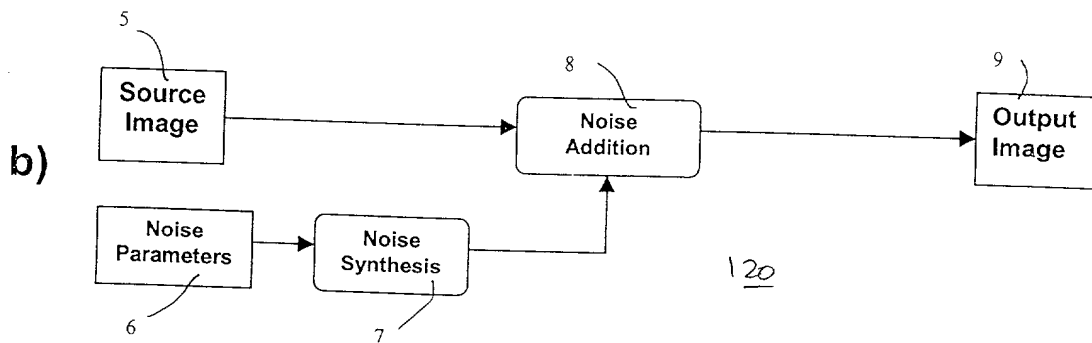 5
8
9
Source
Image
Noise
Addition
Output
Image
b)
Noise
Parameters
Noise
Synthesis
120
6
7